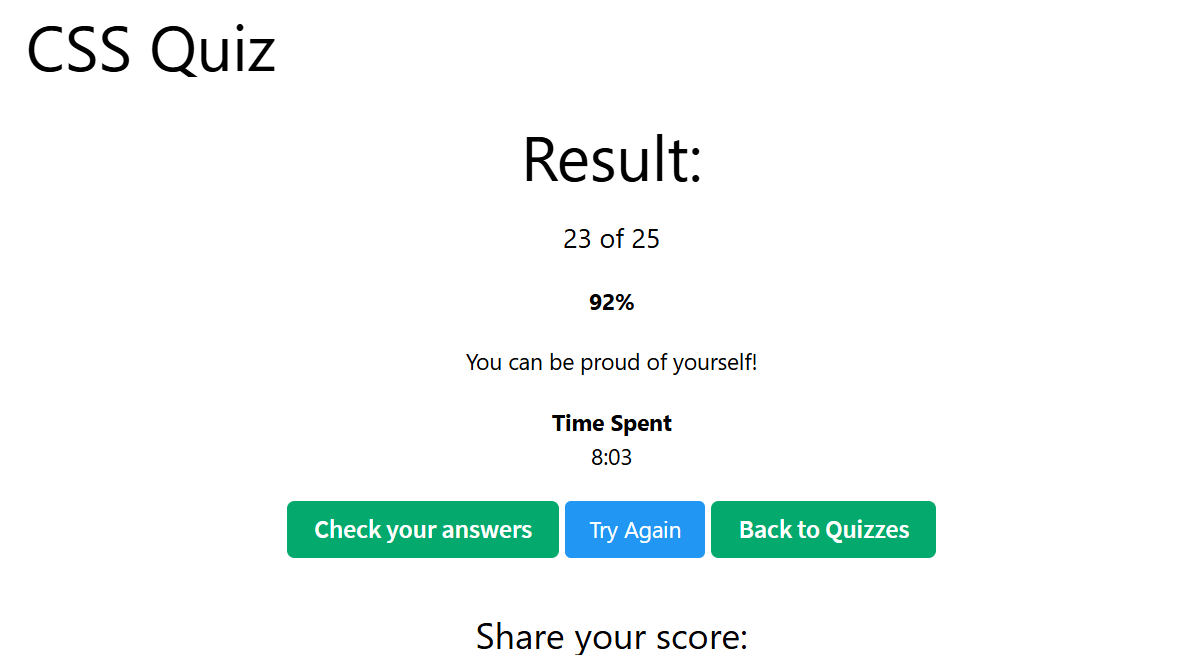 CSS Quiz
Result:
23 of 25
92%
You can be proud of yourself!
Time Spent
8:03
Check your answers Try Again Back to Quizzes
Share your score: